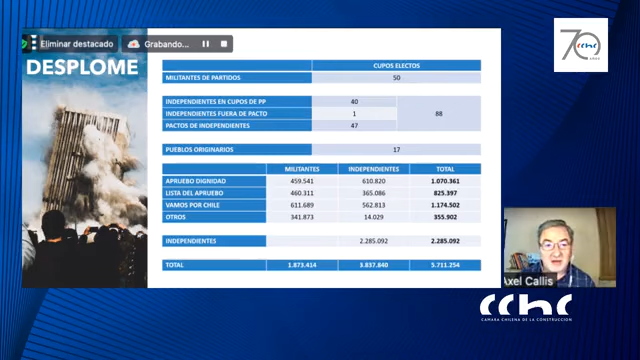 Eliminar destacado
Grabando...
DESPLOME
CUPOS ELECTOS
MILITANTES DE PARTIDOS 50
INDEPENDIENTES EN CUPOS DE PP 40
INDEPENDIENTES FUERA DE PACTO 1 88
PACTOS DE INDEPENDIENTES 47
PUEBLOS ORIGINARIOS 17
MILITANTES INDEPENDIENTES TOTAL
APRUEBO DIGNIDAD 459.541 610.820 1.070.361
LISTA DEL APRUEBO 460.311 365.086 825.397
VAMOS POR CHILE 611.689 562.813 1.174.502
OTROS 341.873 14.029 355.902
INDEPENDIENTES 2.285.092 2.285.092
TOTAL 1.873.414 3.837.840 5.711.254
70 cchc
AÑOS
Axel Callis
cchc
CAMARA CHILENA DE LA CONSTRUCCION